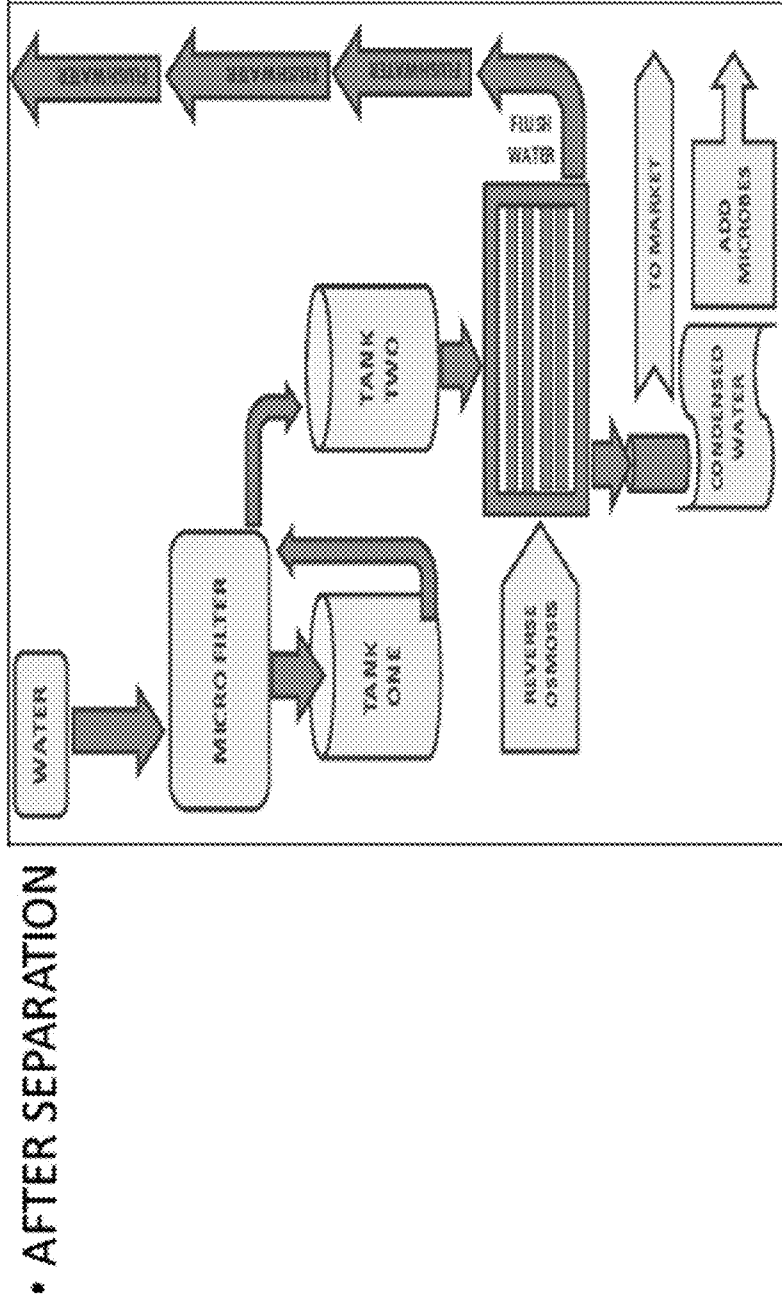 • AFTER SEPARATION
WATER
MICRO FILTER
TANK
ONE
TANK
TWO
REVERSE
OSMOSIS
FLUSH
WATER
CONDENSED
WATER
TO MARKET
ADD
MICROBES